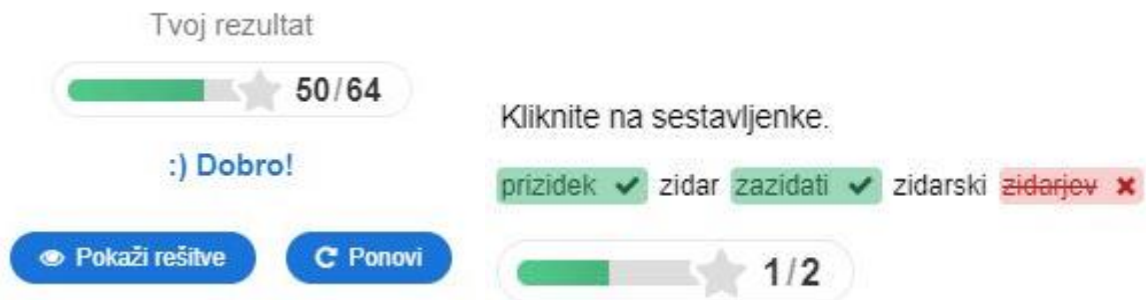 Tvoj rezultat
50/64
:) Dobro!
Pokaži rešitve
Ponovi
Kliknite na sestavljenke.
prizidek zidar zazidati zidarski zidarjev
1/2